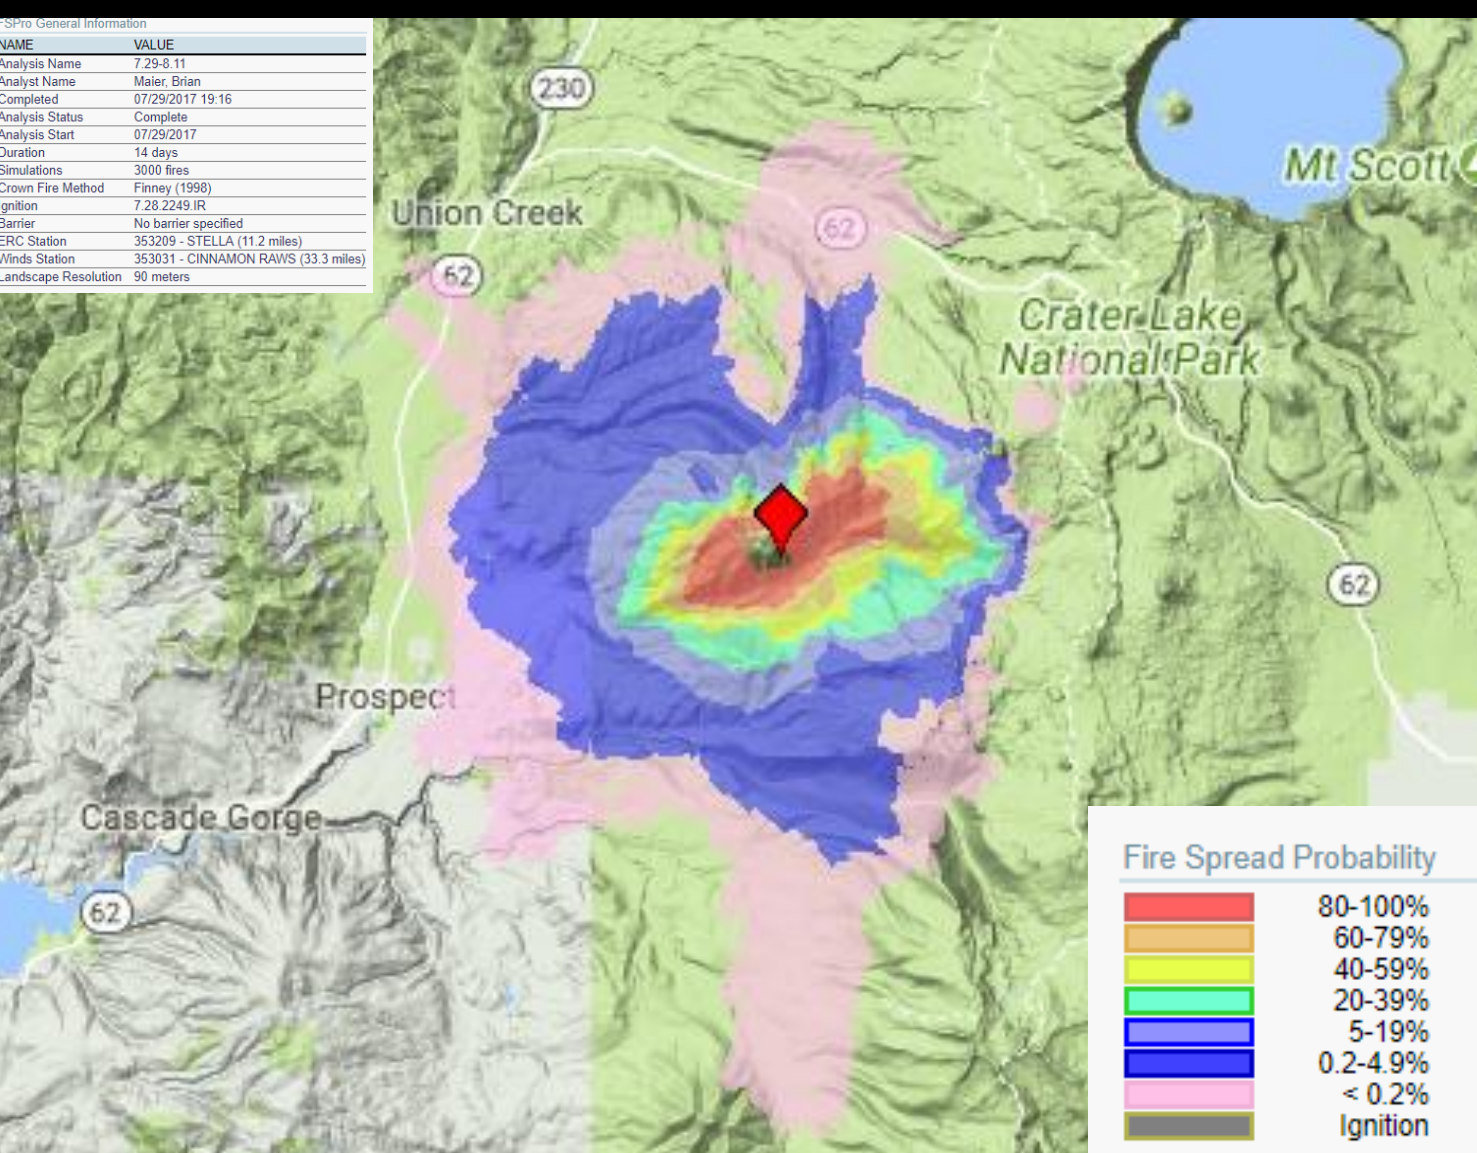 FSPro General Information
NAME VALUE
Analysis Name 7.29-8.11
Analyst Name Maier, Brian
Completed 07/29/2017 19:16
Analysis Status Complete
Analysis Start 07/29/2017
Duration 14 days
Simulations 3000 fires
Crown Fire Method Finney (1998)
Ignition 7.28.2249.IR
Barrier No barrier specified
ERC Station 353209 - STELLA (11.2 miles)
Winds Station 353031 - CINNAMON RAWS (33.3 miles)
Landscape Resolution 90 meters
230
Mt Scott
Union Creek
62
62
Crater Lake
National Park
62
Prospect
Cascade Gorge
62
Fire Spread Probability
80-100%
60-79%
40-59%
20-39%
5-19%
0.2-4.9%
< 0.2%
Ignition